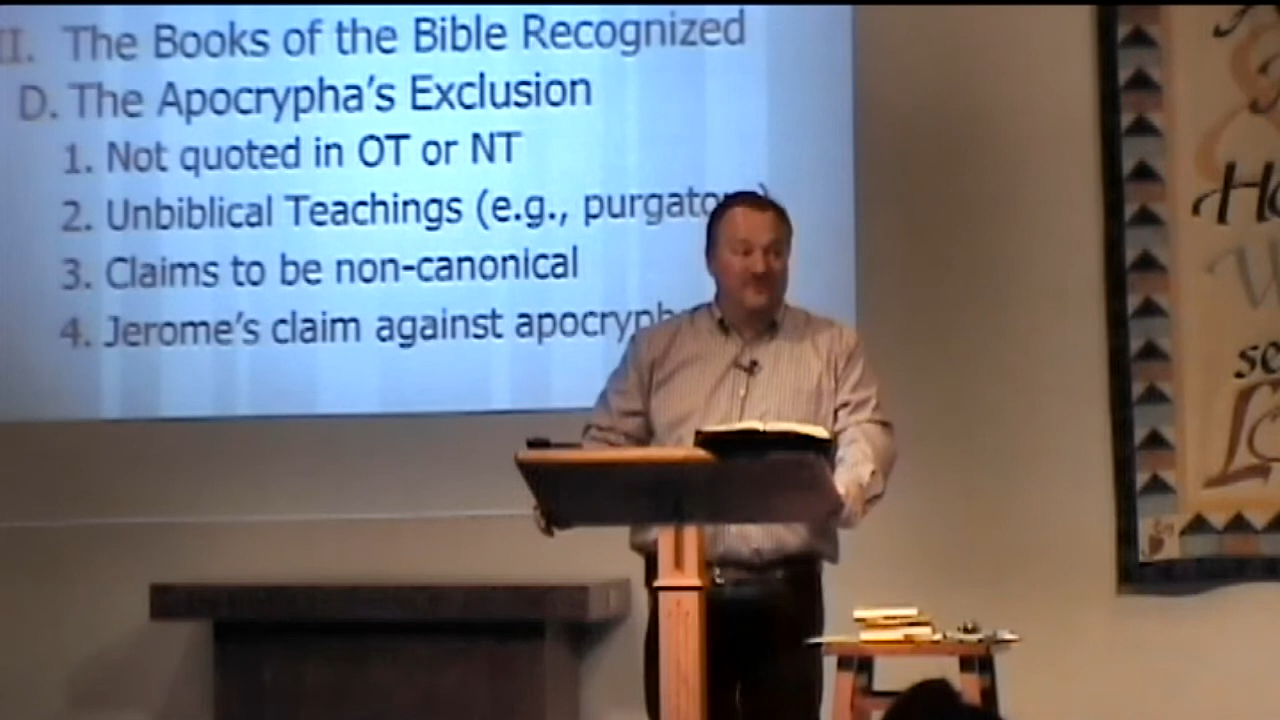 II. The Books of the Bible Recognized
D. The Apocrypha's Exclusion
1. Not quoted in OT or NT
2. Unbiblical Teachings (e.g.,
3. Claims to be non-canonical
4. Jerome's claim against